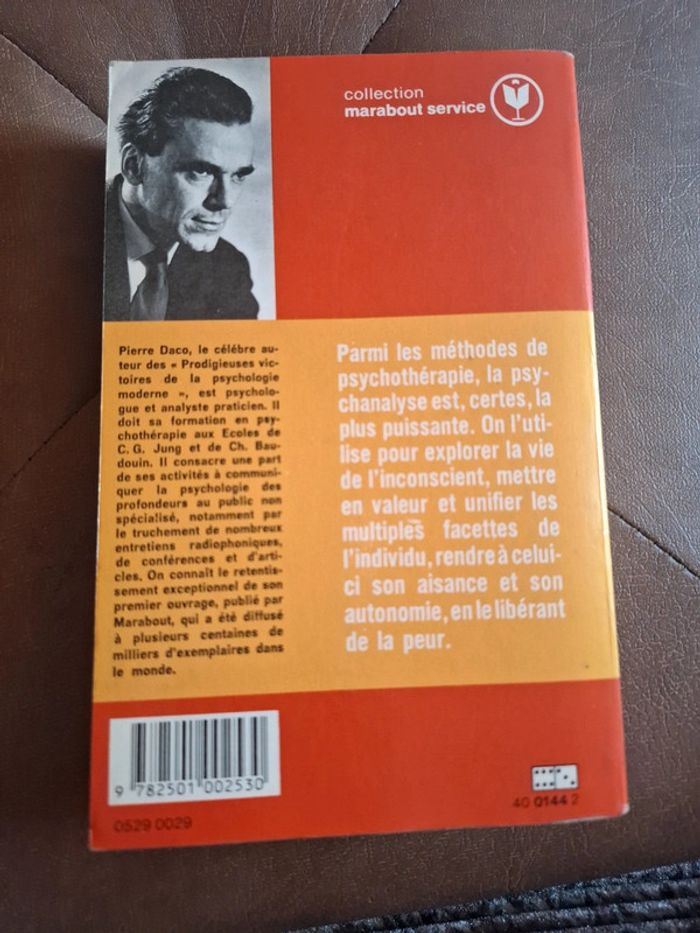 collection
marabout service
Pierre Daco, le célébre au-
teur des « Prodigieuses vic-
toires de la psychologie
moderne », est psycholo-
gue et analyste praticien. Il
doit sa formation en psy-
chothérapie aux Ecoles de
C. G. Jung et de Ch. Bau-
douin. Il consacre une part
de ses activités à communi-
quer la psychologie des
profondeurs au public non
spécialisé, notamment par
le truchement de nombreux
entretiens radiophoniques,
de conférences et d'arti-
cles. On connaît le retentis-
sement exceptionnel de son
premier ouvrage, publié par
Marabout, qui a été diffusé
à plusieurs centaines de
milliers d'exemplaires dans
le monde.
Parmi les méthodes de
psychothérapie, la psy-
chanalyse est, certes, la
plus puissante. On l'uti-
lise pour explorer la vie
de l'inconscient, mettre
en valeur et unifier les
multiples facettes de
l'individu, rendre à celui-
ci son aisance et son
autonomie, en le libérant
de la peur.
9 782501 002530
0529 0029
40 0144 2